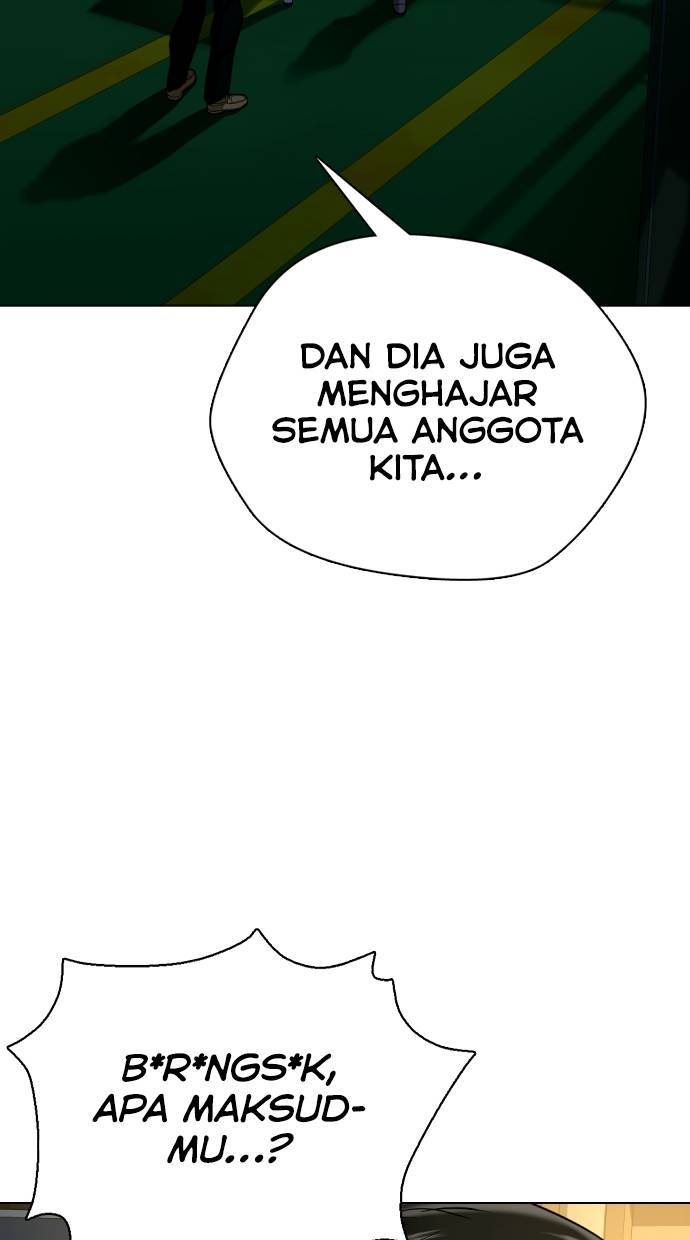 DAN DIA JUGA
MENGHAJAR
SEMUA ANGGOTA
KITA...
B*R*NGS*K,
APA MAKSUD-
MU...?